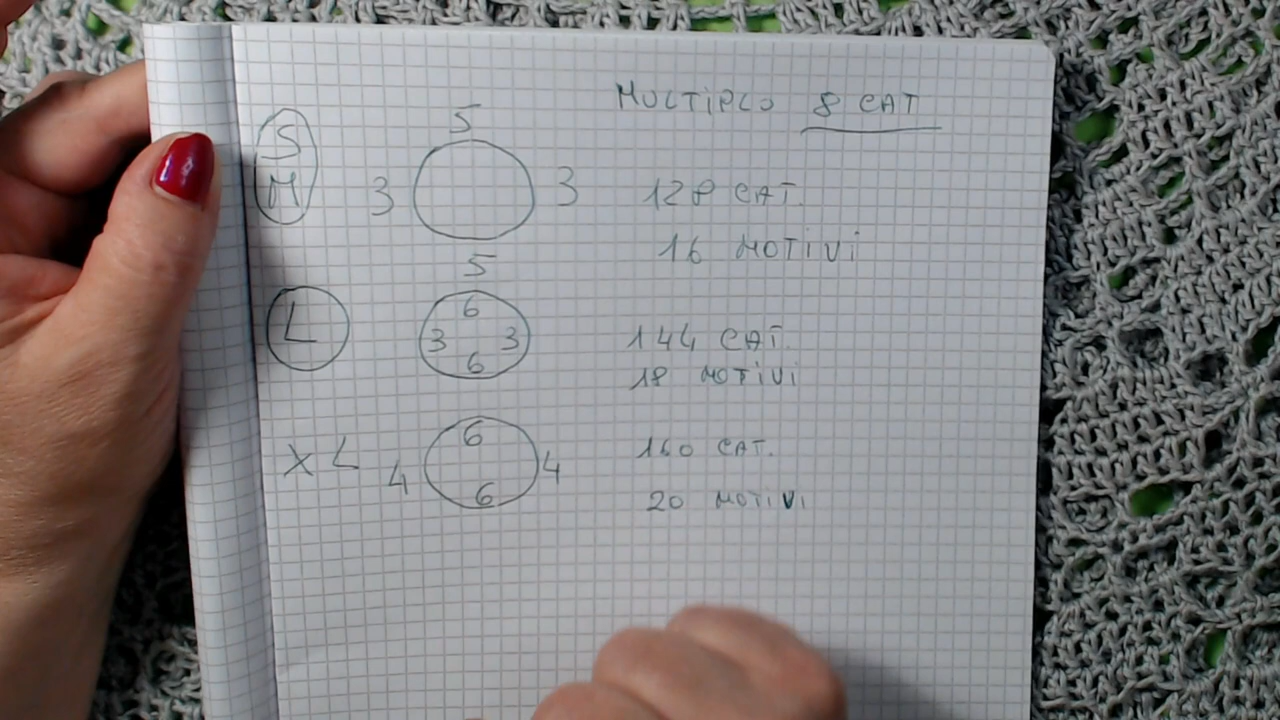 MULTIPLO 8 CAT
S
M
5
3 3
5
128 CAT.
16 MOTIVI
L
6
3 3
6
144 CAT.
18 MOTIVI
XL
6
4 4
6
160 CAT.
20 MOTIVI